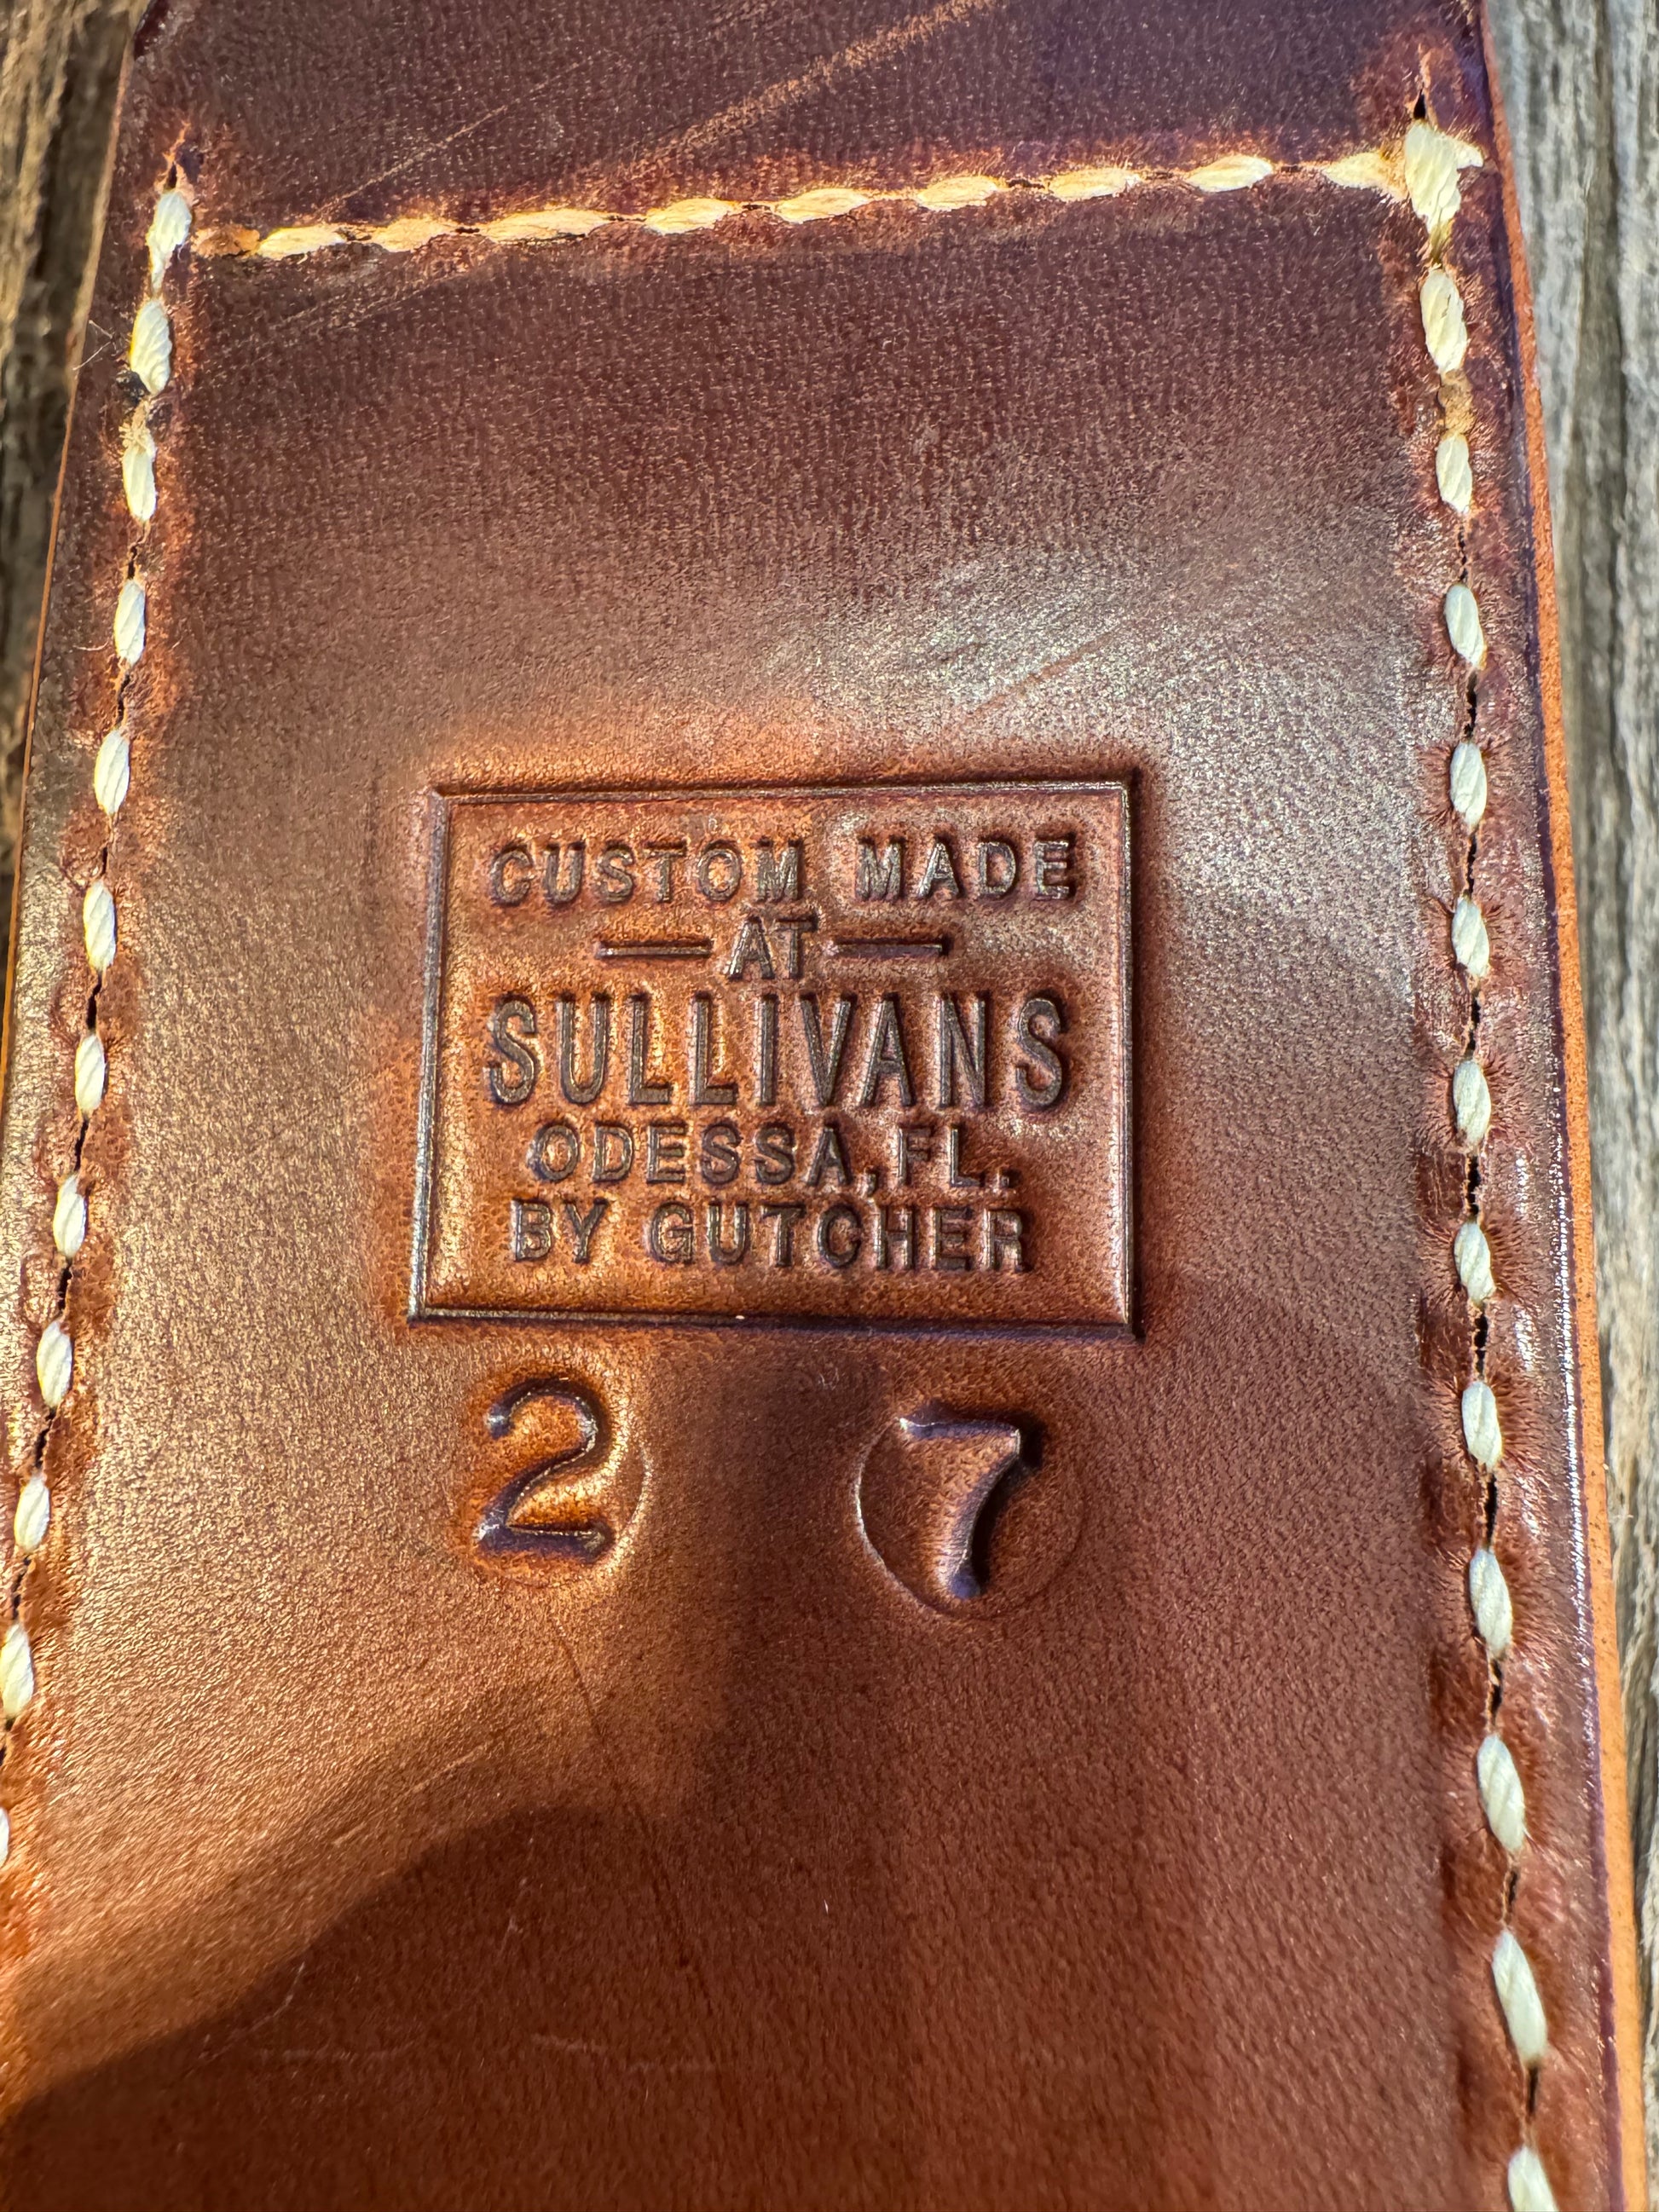 CUSTOM MADE
— AT —
SULLIVANS
ODESSA, FL.
BY GUTCHER
2 7